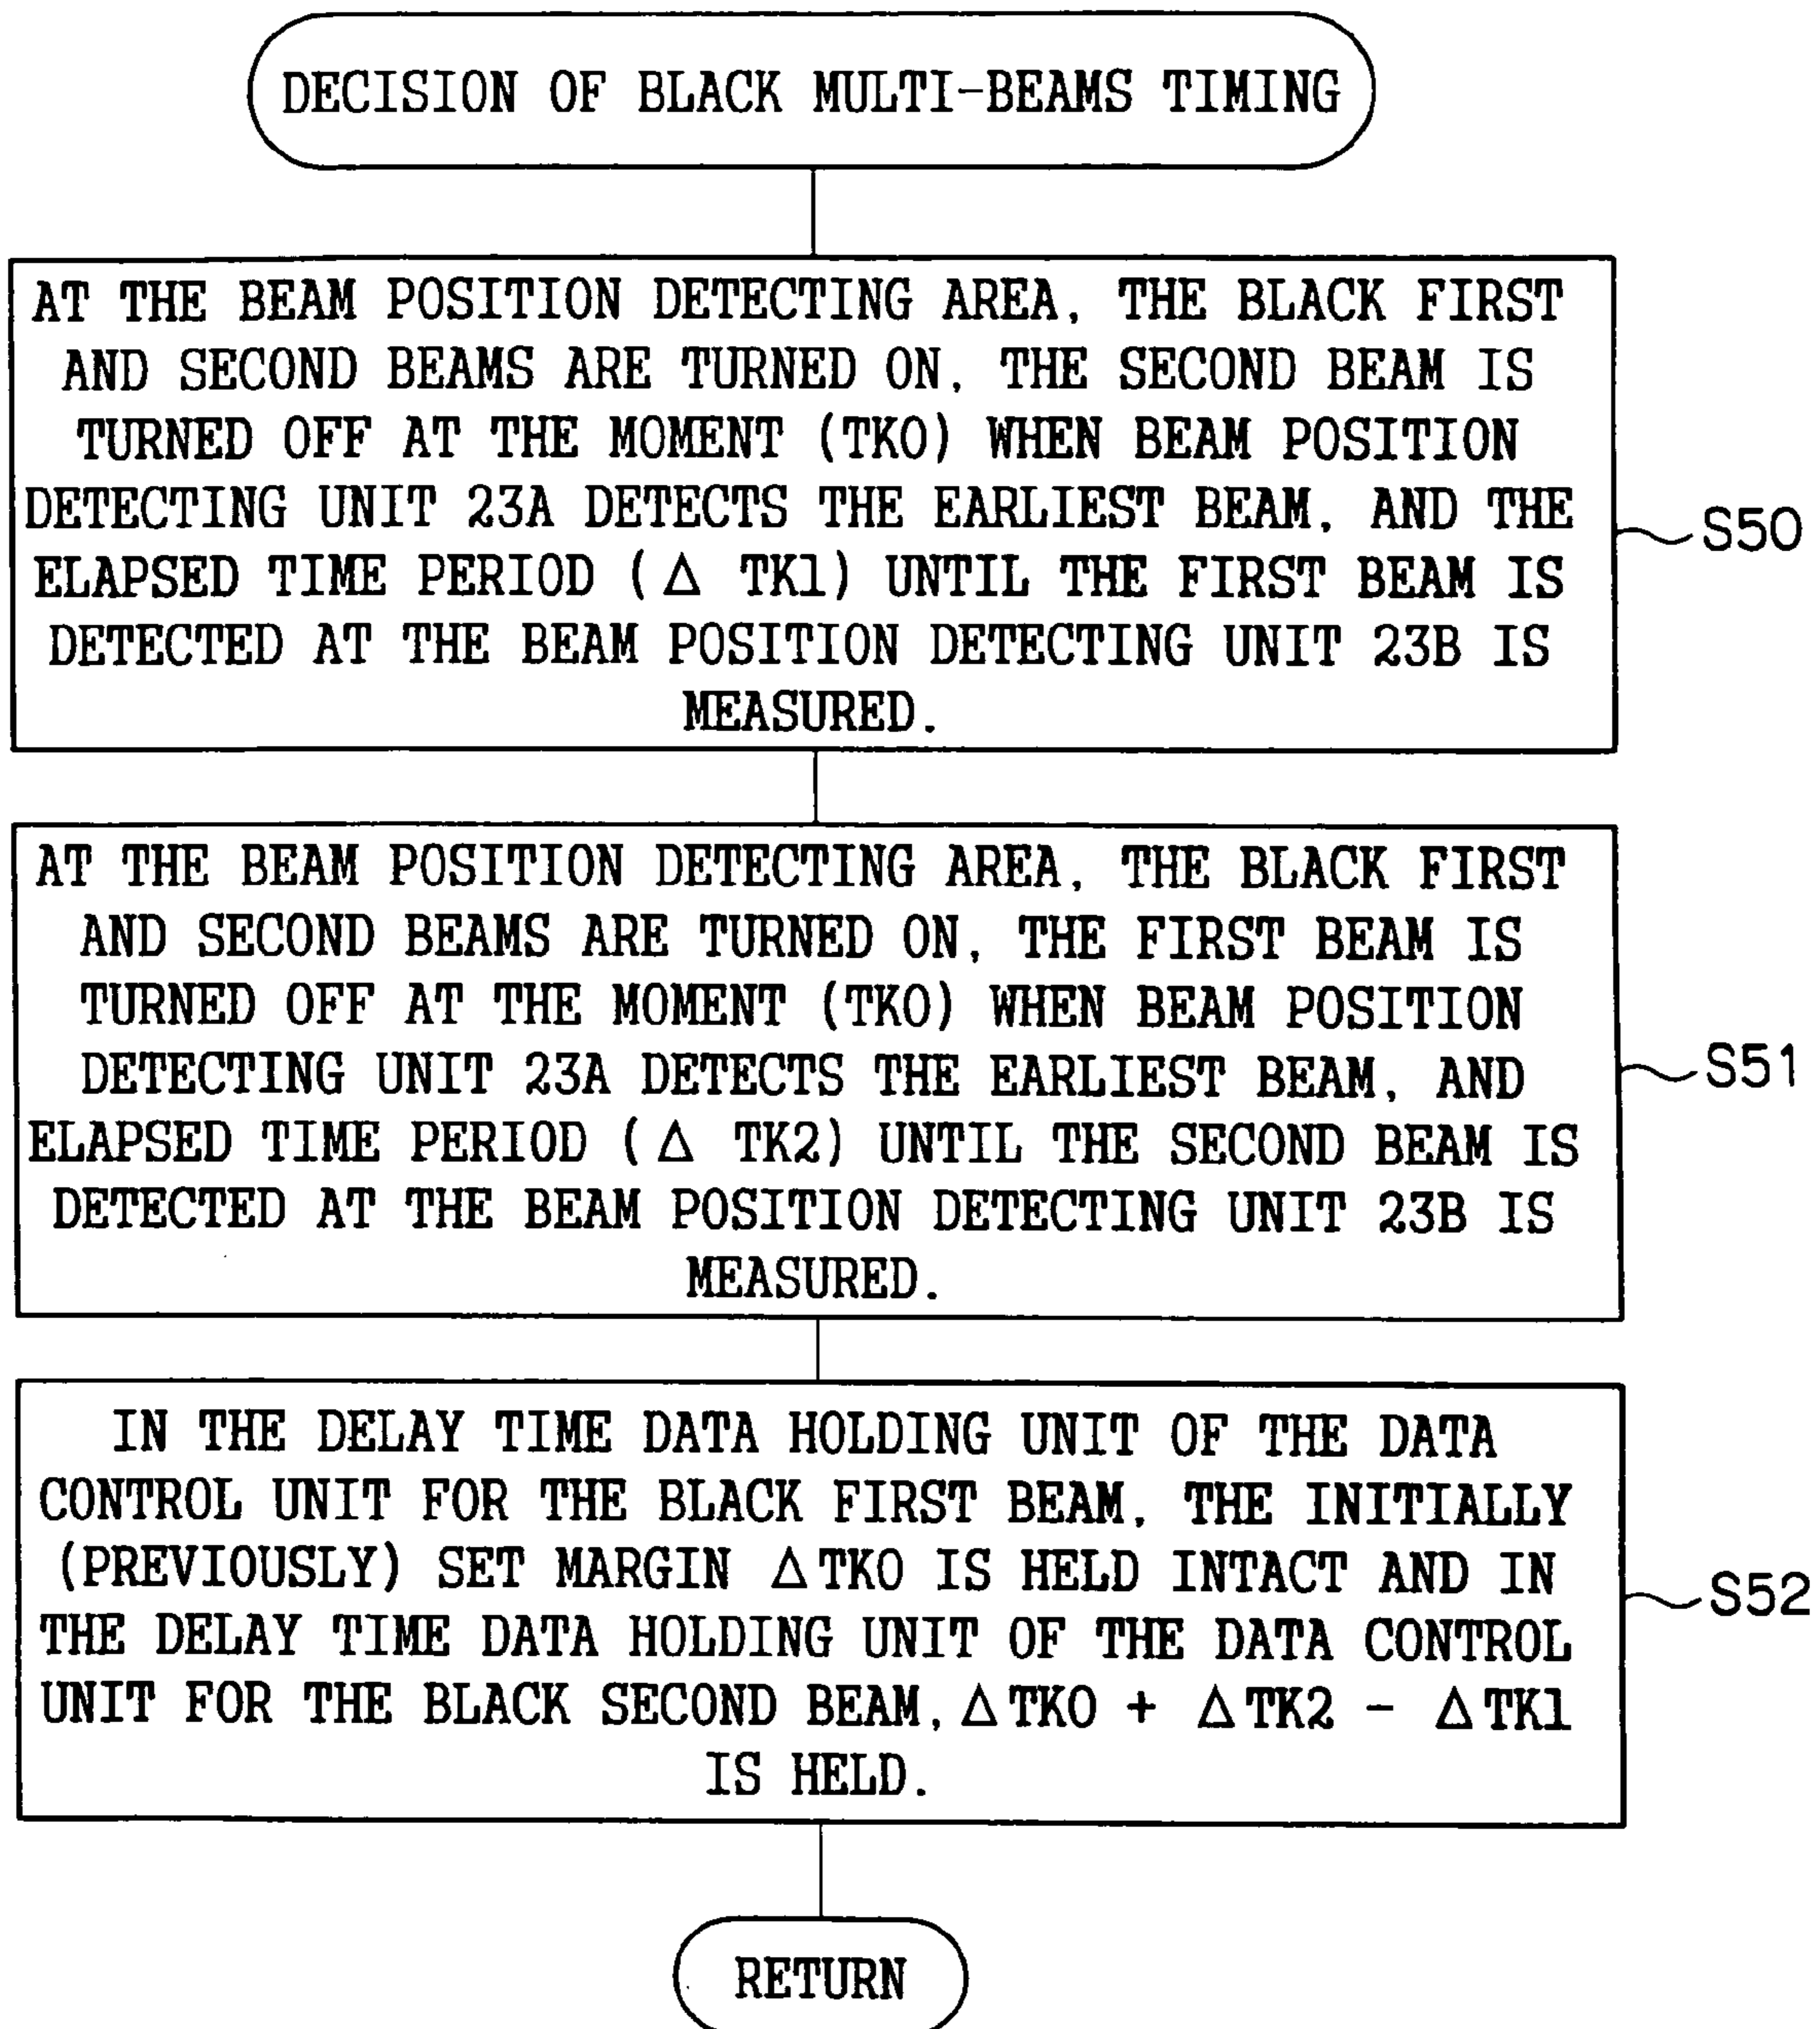 DECISION OF BLACK MULTI-BEAMS TIMING
AT THE BEAM POSITION DETECTING AREA, THE BLACK FIRST
AND SECOND BEAMS ARE TURNED ON, THE SECOND BEAM IS
TURNED OFF AT THE MOMENT (TK0) WHEN BEAM POSITION
DETECTING UNIT 23A DETECTS THE EARLIEST BEAM, AND THE
ELAPSED TIME PERIOD (△ TK1) UNTIL THE FIRST BEAM IS
DETECTED AT THE BEAM POSITION DETECTING UNIT 23B IS
MEASURED.
S50
AT THE BEAM POSITION DETECTING AREA, THE BLACK FIRST
AND SECOND BEAMS ARE TURNED ON, THE FIRST BEAM IS
TURNED OFF AT THE MOMENT (TK0) WHEN BEAM POSITION
DETECTING UNIT 23A DETECTS THE EARLIEST BEAM, AND
ELAPSED TIME PERIOD (△ TK2) UNTIL THE SECOND BEAM IS
DETECTED AT THE BEAM POSITION DETECTING UNIT 23B IS
MEASURED.
S51
IN THE DELAY TIME DATA HOLDING UNIT OF THE DATA
CONTROL UNIT FOR THE BLACK FIRST BEAM, THE INITIALLY
(PREVIOUSLY) SET MARGIN △TK0 IS HELD INTACT AND IN
THE DELAY TIME DATA HOLDING UNIT OF THE DATA CONTROL
UNIT FOR THE BLACK SECOND BEAM, △TK0 + △TK2 - △TK1
IS HELD.
S52
RETURN